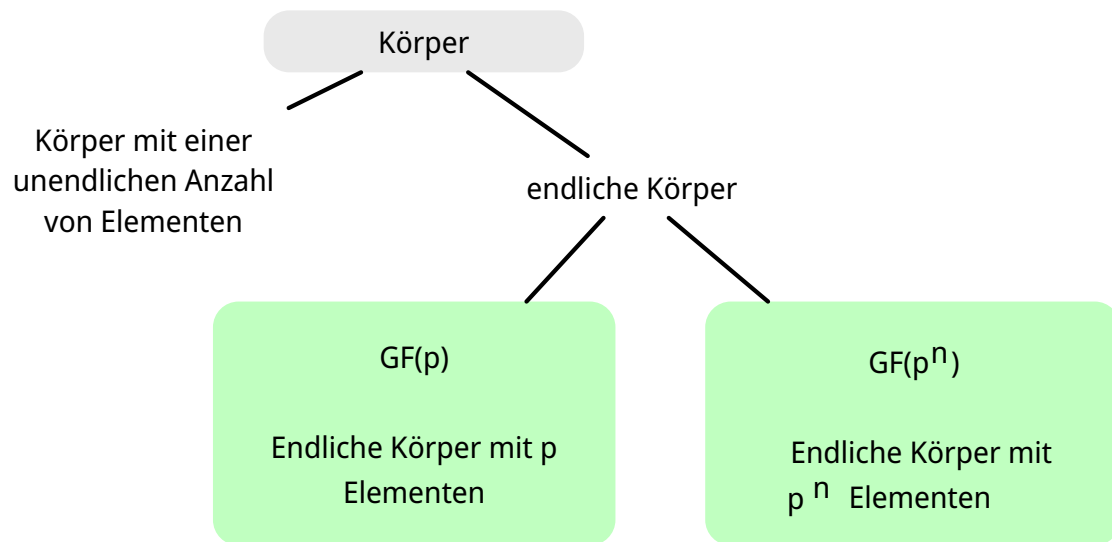 Körper
Körper mit einer
unendlichen Anzahl
von Elementen
endliche Körper
GF(p)
Endliche Körper mit p
Elementen
GF(pⁿ)
Endliche Körper mit
p ⁿ Elementen